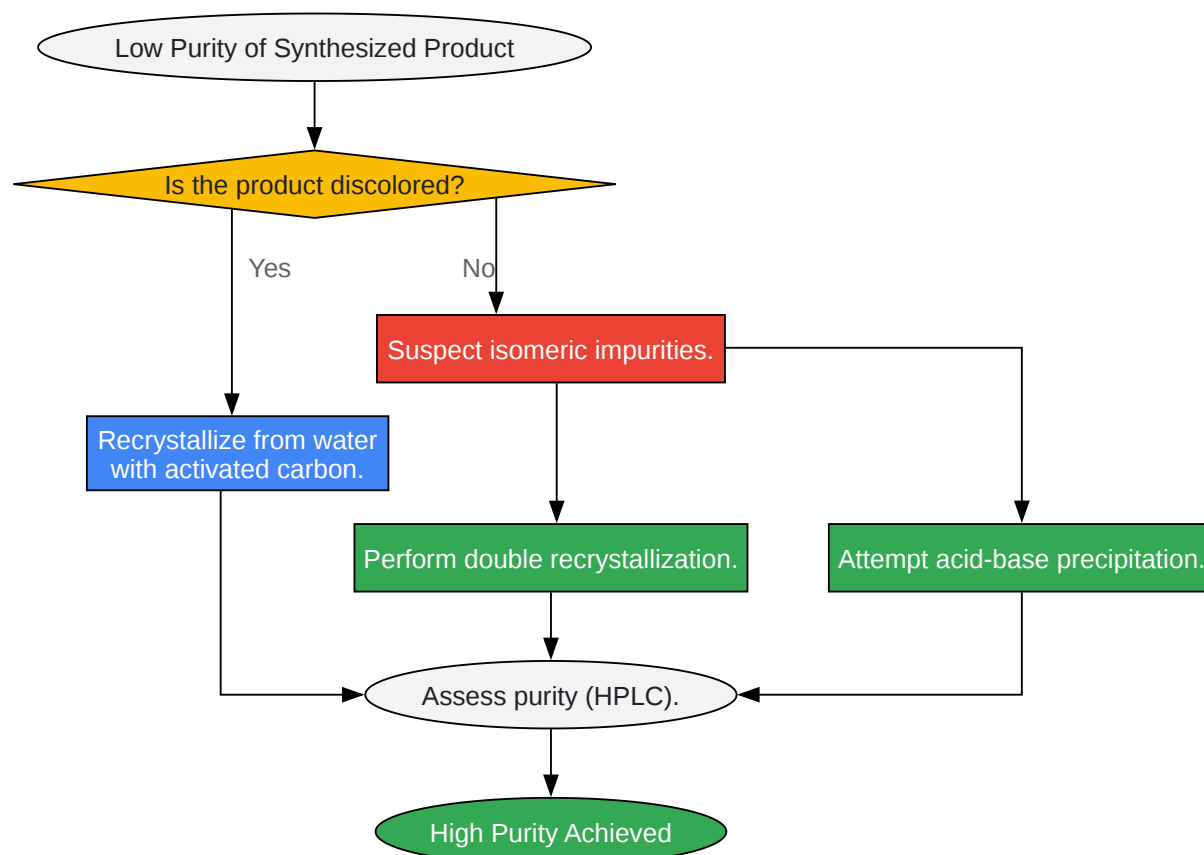 Low Purity of Synthesized Product
Is the product discolored?
Yes
No
Suspect isomeric impurities.
Recrystallize from water
with activated carbon.
Perform double recrystallization.
Attempt acid-base precipitation.
Assess purity (HPLC).
High Purity Achieved